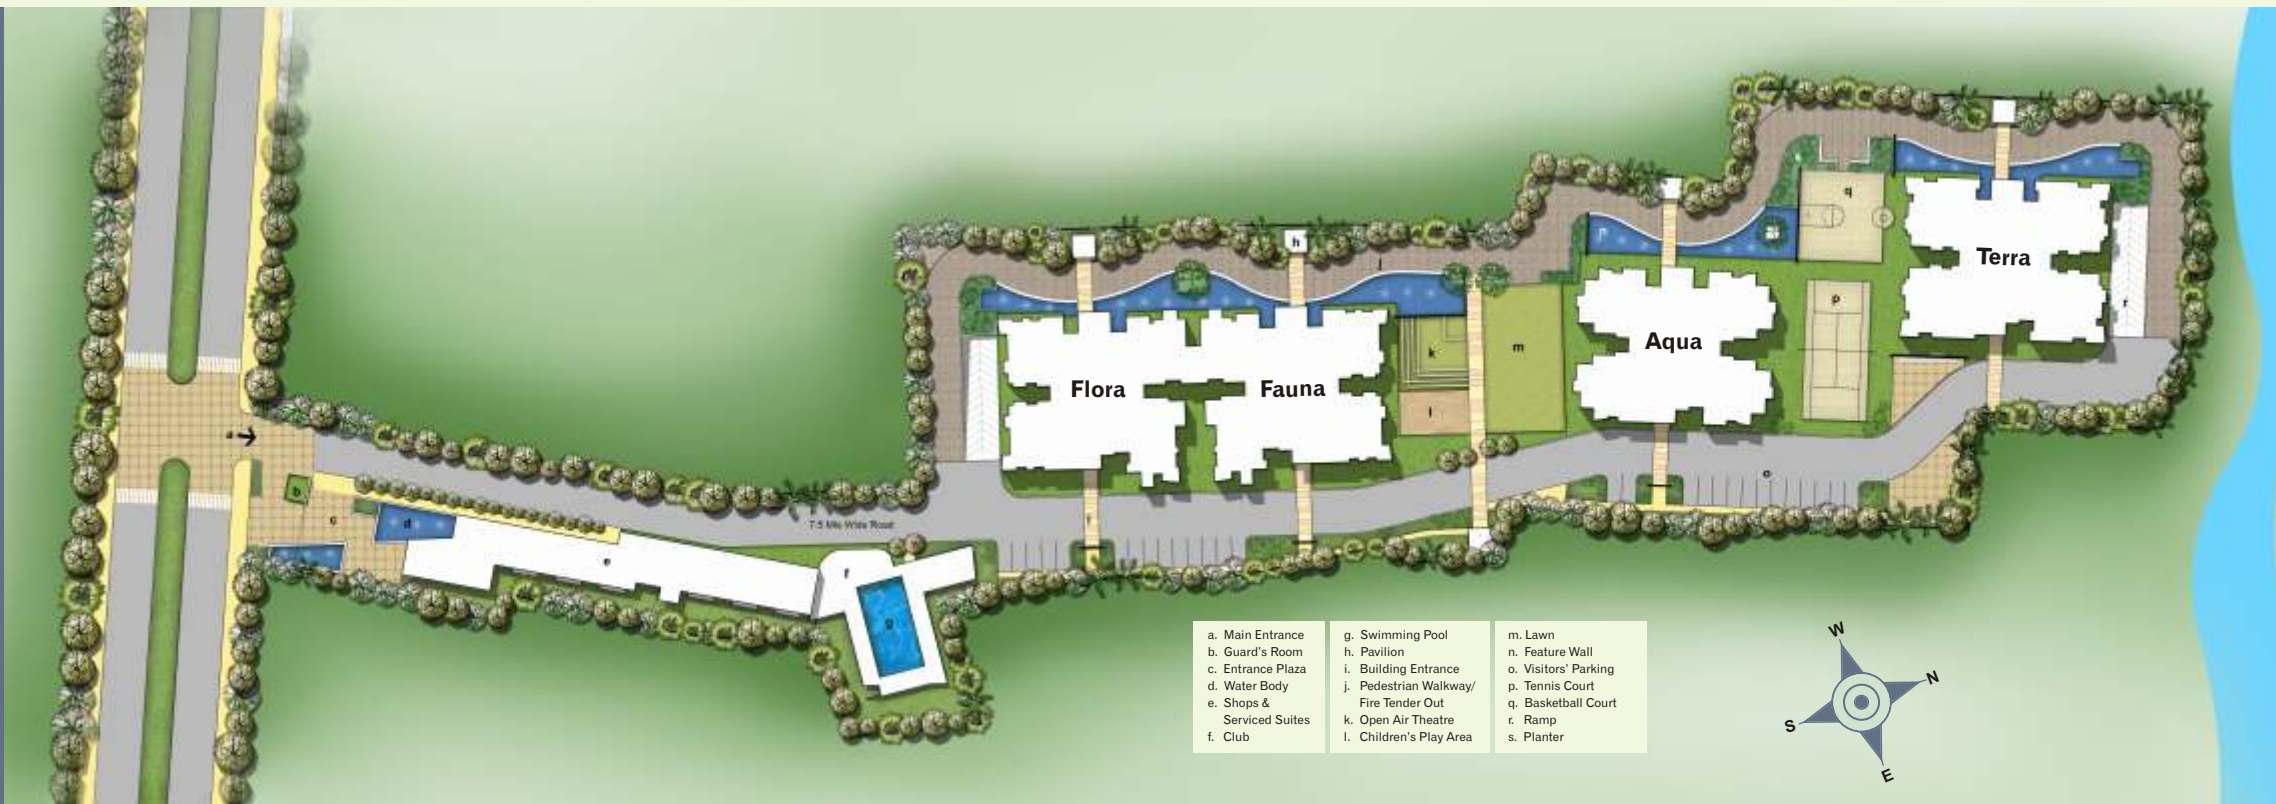 h
q
n
Terra
p
r
j
Aqua
k
m
Flora
Fauna
l
a
b
c
d
7.5 Mtr Wide Road
o
i
e
f
g
a. Main Entrance
b. Guard's Room
c. Entrance Plaza
d. Water Body
e. Shops &
Serviced Suites
f. Club
g. Swimming Pool
h. Pavilion
i. Building Entrance
j. Pedestrian Walkway/
Fire Tender Out
k. Open Air Theatre
l. Children's Play Area
m. Lawn
n. Feature Wall
o. Visitors' Parking
p. Tennis Court
q. Basketball Court
r. Ramp
s. Planter
W
N
S
E